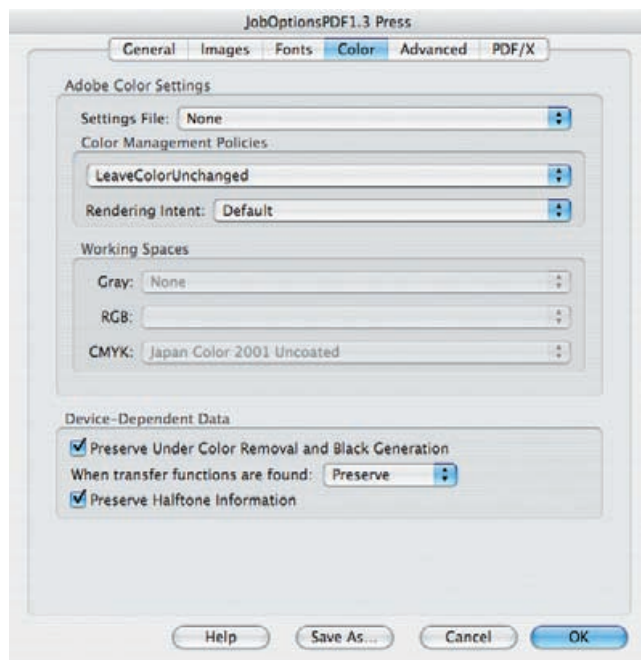 JobOptionsPDF1.3 Press
General Images Fonts Color Advanced PDF/X
Adobe Color Settings
Settings File: None
Color Management Policies
LeaveColorUnchanged
Rendering Intent: Default
Working Spaces
Gray: None
RGB:
CMYK: Japan Color 2001 Uncoated
Device-Dependent Data
Preserve Under Color Removal and Black Generation
When transfer functions are found: Preserve
Preserve Halftone Information
Help Save As... Cancel OK